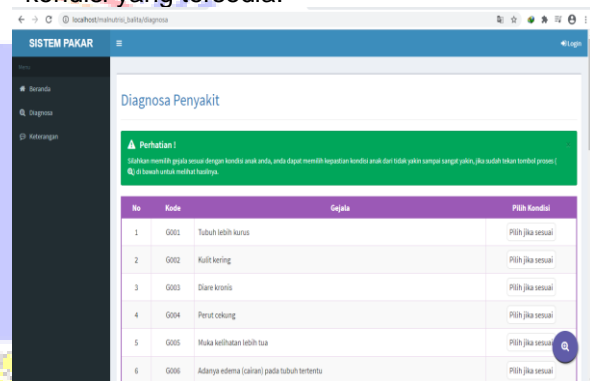 kondisi yang tersedia.
localhost/malnutrisi_balita/diagnosa
SISTEM PAKAR
Login
Menu
Beranda
Diagnosa
Keterangan
Diagnosa Penyakit
Perhatian !
Silahkan memilih gejala sesuai dengan kondisi anak anda, anda dapat memilih kepastian kondisi anak dari tidak yakin sampai sangat yakin, jika sudah tekan tombol proses (
) di bawah untuk melihat hasilnya.
No Kode Gejala Pilih Kondisi
1 G001 Tubuh lebih kurus Pilih jika sesuai
2 G002 Kulit kering Pilih jika sesuai
3 G003 Diare kronis Pilih jika sesuai
4 G004 Perut cekung Pilih jika sesuai
5 G005 Muka kelihatan lebih tua Pilih jika sesuai
6 G006 Adanya edema (cairan) pada tubuh tertentu Pilih jika sesuai